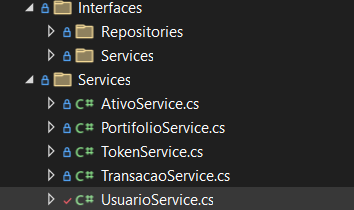 Interfaces
Repositories
Services
Services
C# AtivoService.cs
C# PortifolioService.cs
C# TokenService.cs
C# TransacaoService.cs
C# UsuarioService.cs